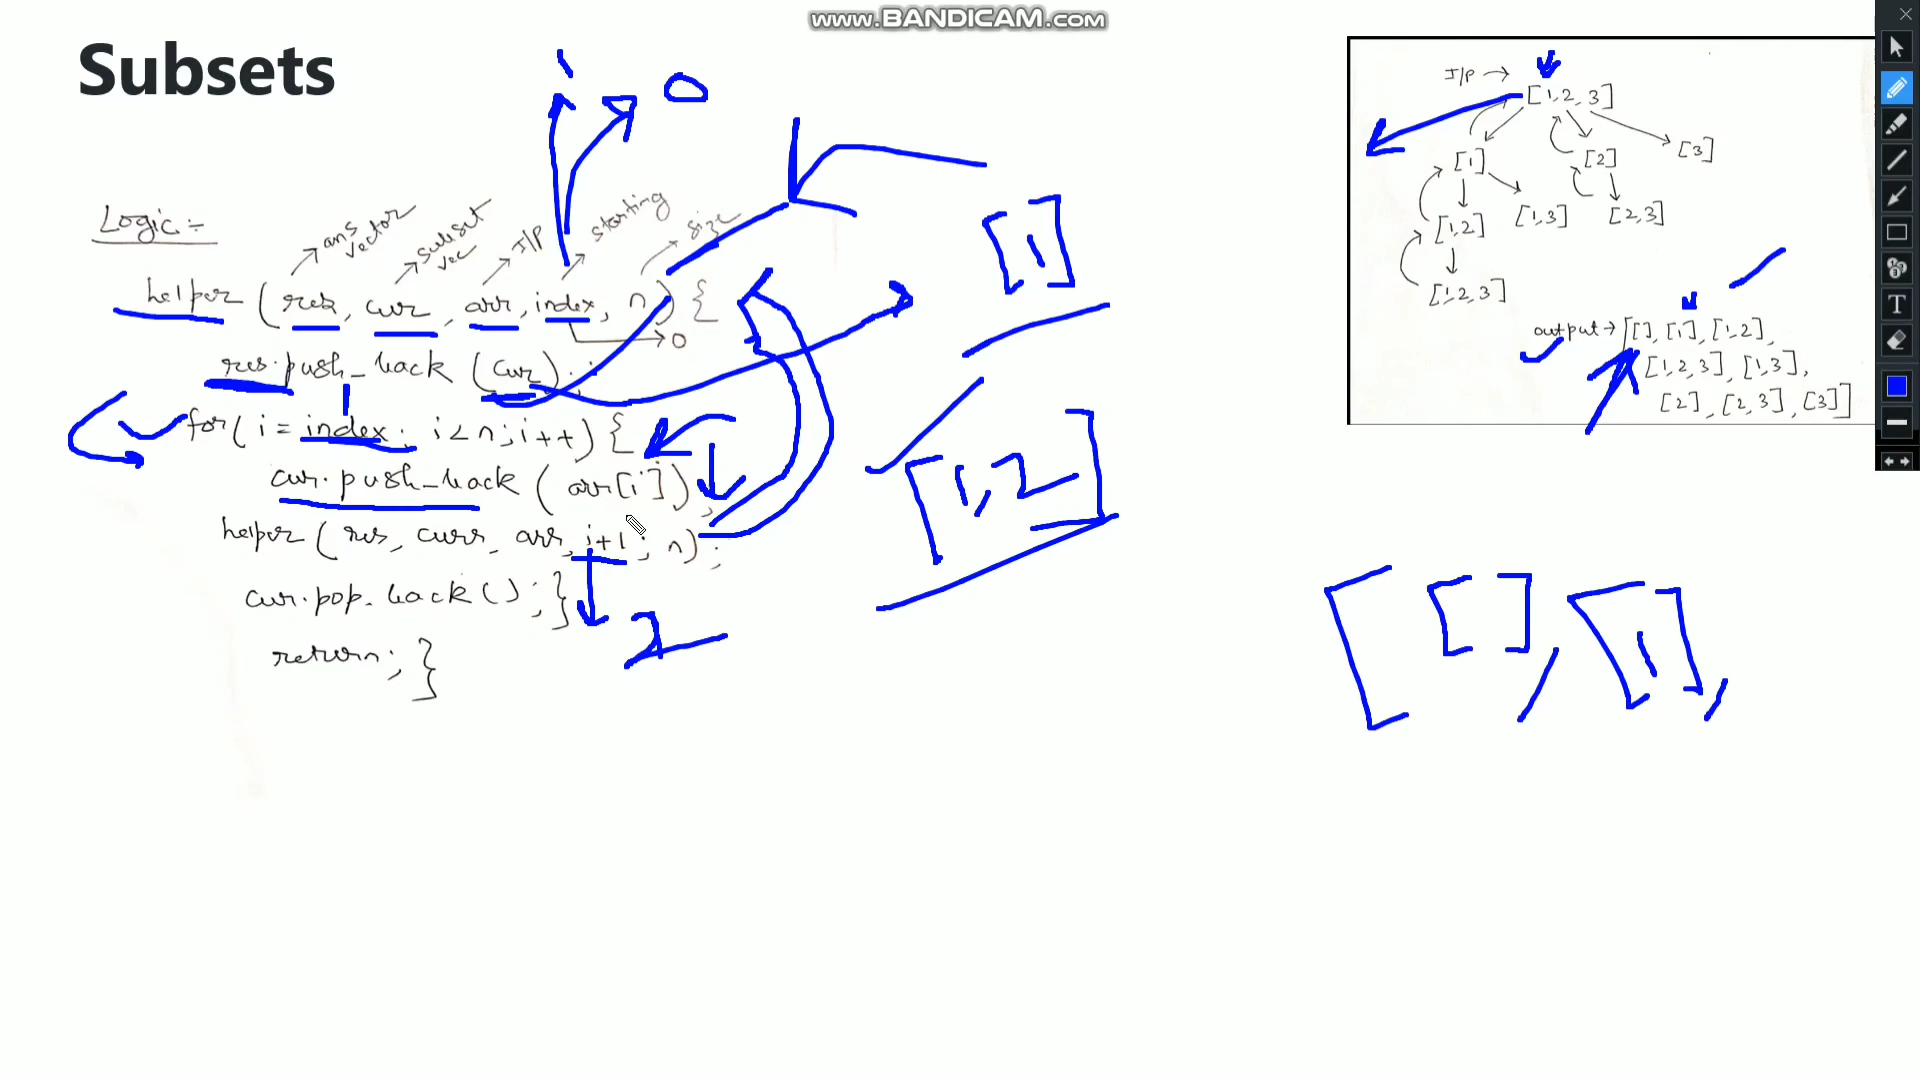 www.BANDICAM.com
Subsets
i
0
Logic :-
ans vector
subset vec
I/P
starting
size
helper ( res, cur, arr, index, n) {
0
res.push_back (cur) ;
for( i = index ; i < n; i++) {
cur.push_back ( arr[i]) ;
helper ( res, curr, arr, i+1, n) ;
cur.pop_back() ; }
return; }
2
[1]
[1,2
[ [], [1],
I/P →
[1,2,3]
[1]
[2]
[3]
[1,2]
[1,3]
[2,3]
[1,2,3]
output → [[], [1], [1,2],
[1,2,3], [1,3],
[2], [2,3], [3]]
T